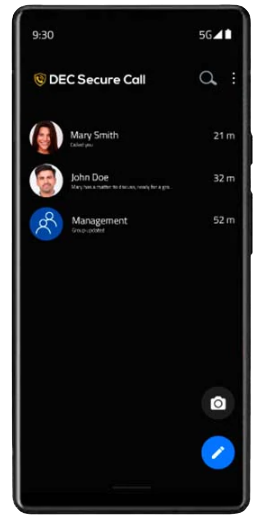 9:30 5G
DEC Secure Call
Mary Smith 21 m
Called you
John Doe 32 m
Mary has a matter to discuss, ready for a gro...
Management 52 m
Group updated